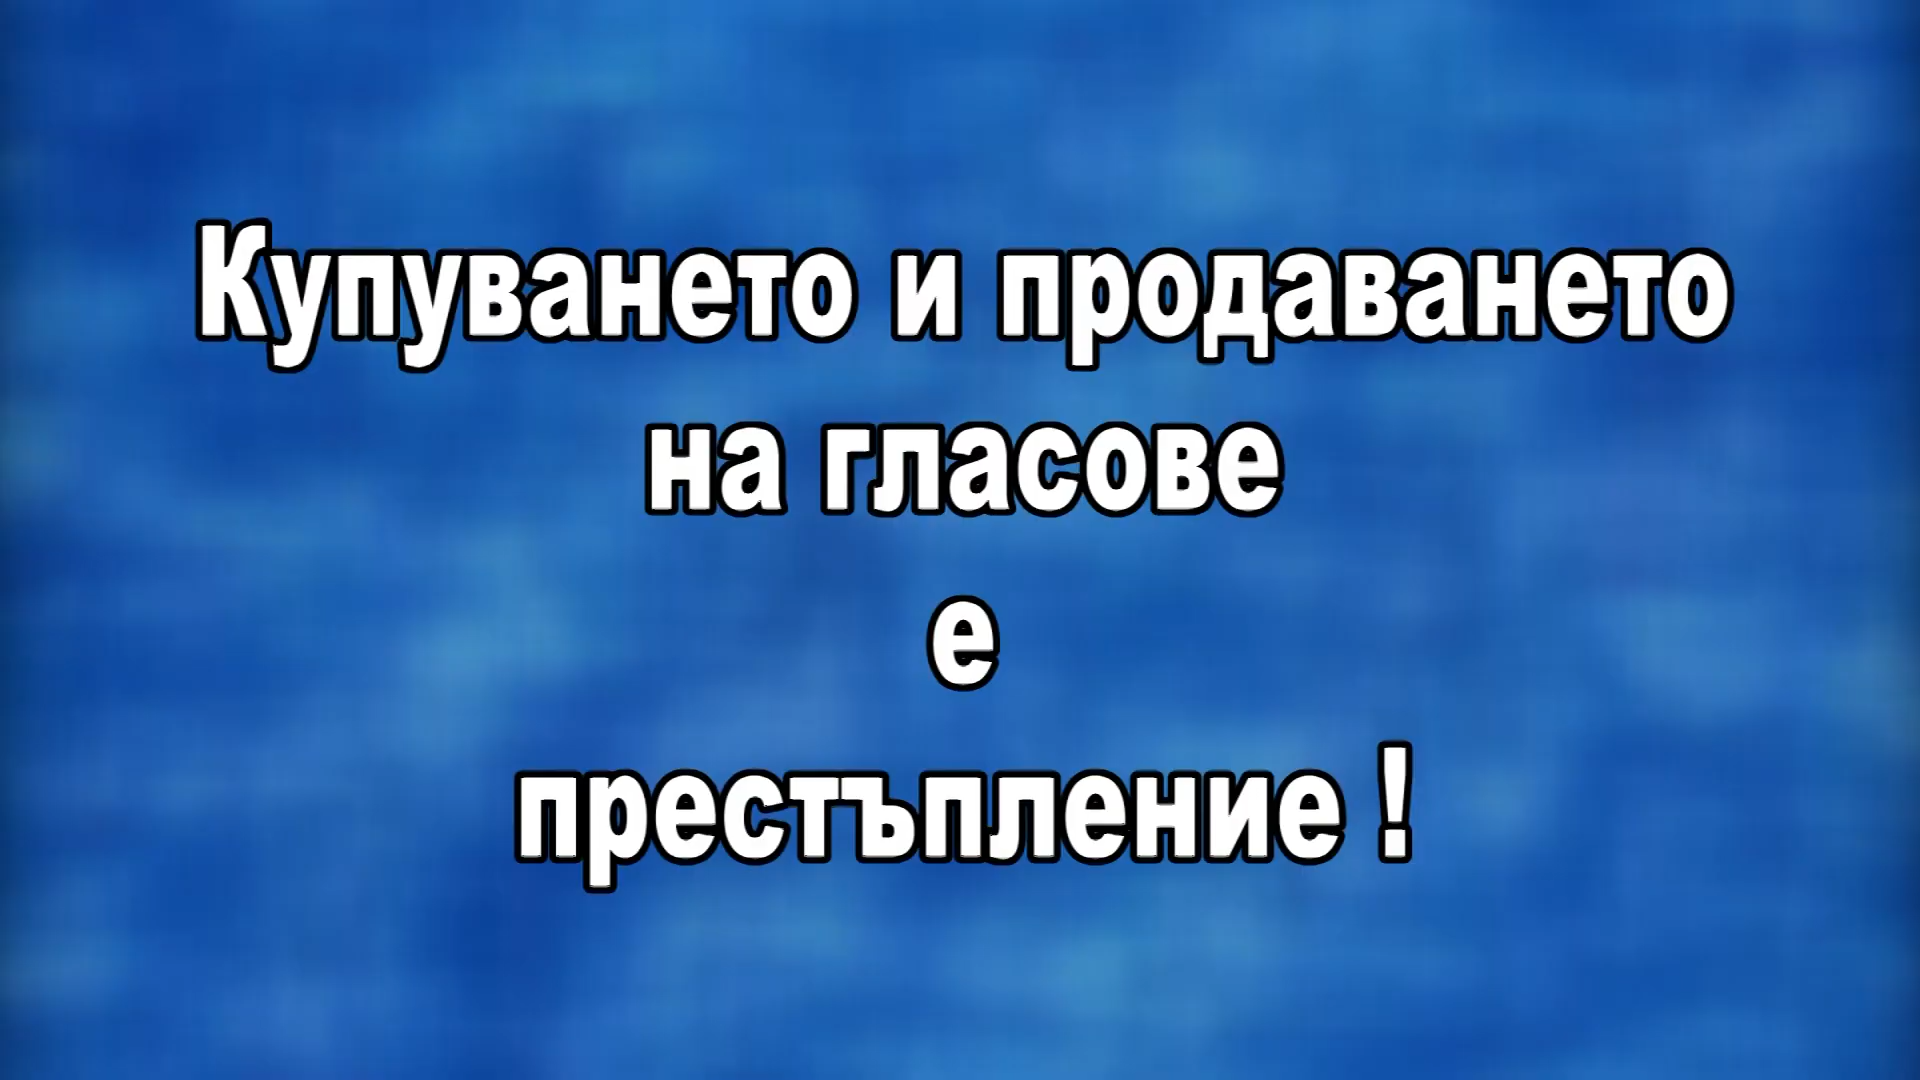 Купуването и продаването
на гласове
е
престъпление !